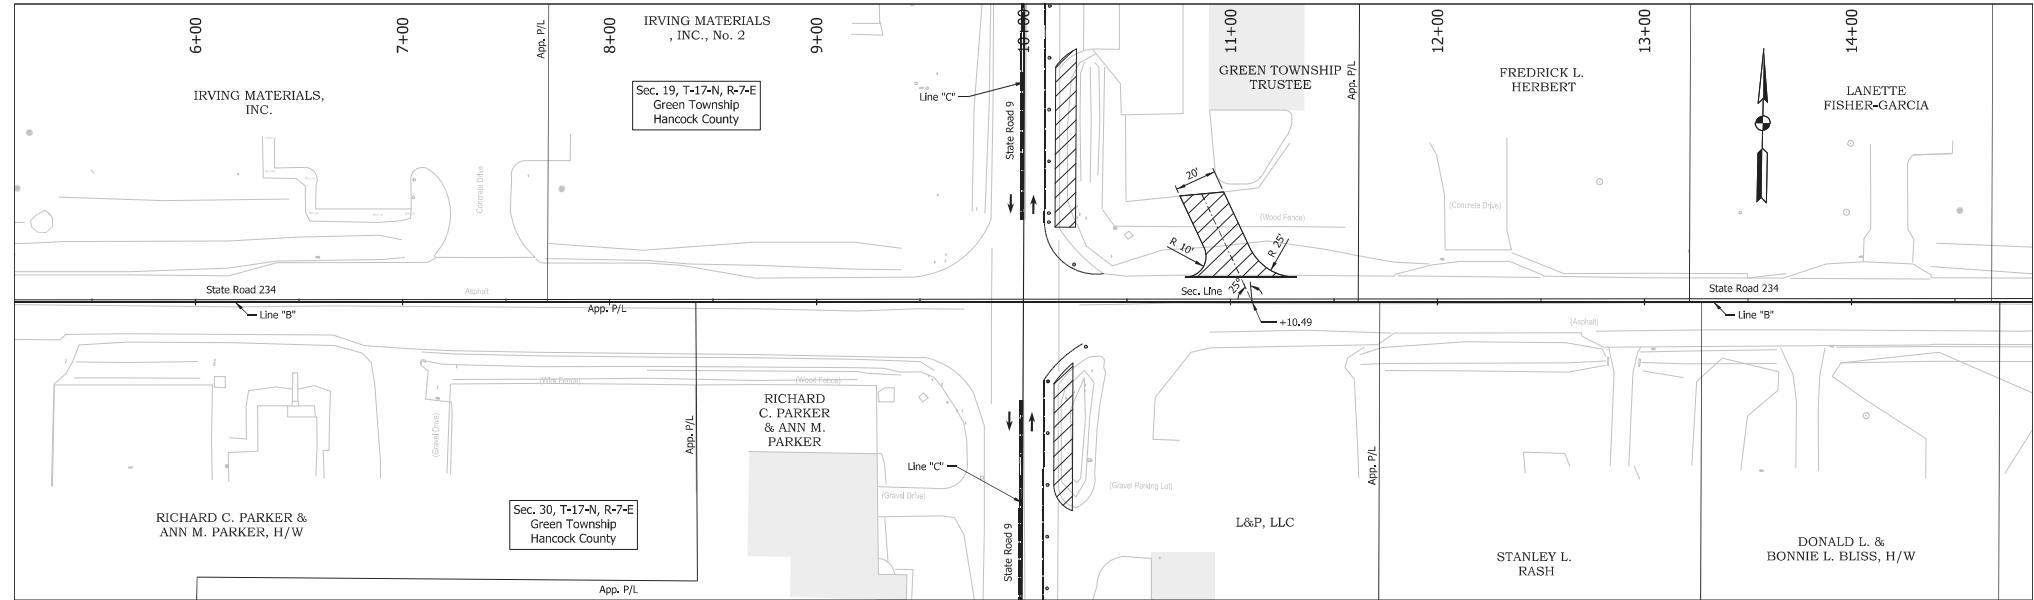 6+00
7+00
8+00
9+00
10+00
11+00
12+00
13+00
14+00
App. P/L
IRVING MATERIALS
, INC., No. 2
IRVING MATERIALS,
INC.
Sec. 19, T-17-N, R-7-E
Green Township
Hancock County
Line "C"
State Road 9
GREEN TOWNSHIP
TRUSTEE
App. P/L
FREDRICK L.
HERBERT
LANETTE
FISHER-GARCIA
Concrete Drive
20'
(Wood Fence)
(Concrete Drive)
R 10'
R 25'
25°
State Road 234
Asphalt
Sec. Line
State Road 234
Line "B"
App. P/L
+10.49
(Asphalt)
Line "B"
(Wire Fence)
(Wood Fence)
(Gravel Drive)
App. P/L
RICHARD
C. PARKER
& ANN M.
PARKER
Line "C"
(Gravel Drive)
(Gravel Parking Lot)
App. P/L
RICHARD C. PARKER &
ANN M. PARKER, H/W
Sec. 30, T-17-N, R-7-E
Green Township
Hancock County
State Road 9
L&P, LLC
STANLEY L.
RASH
DONALD L. &
BONNIE L. BLISS, H/W
App. P/L